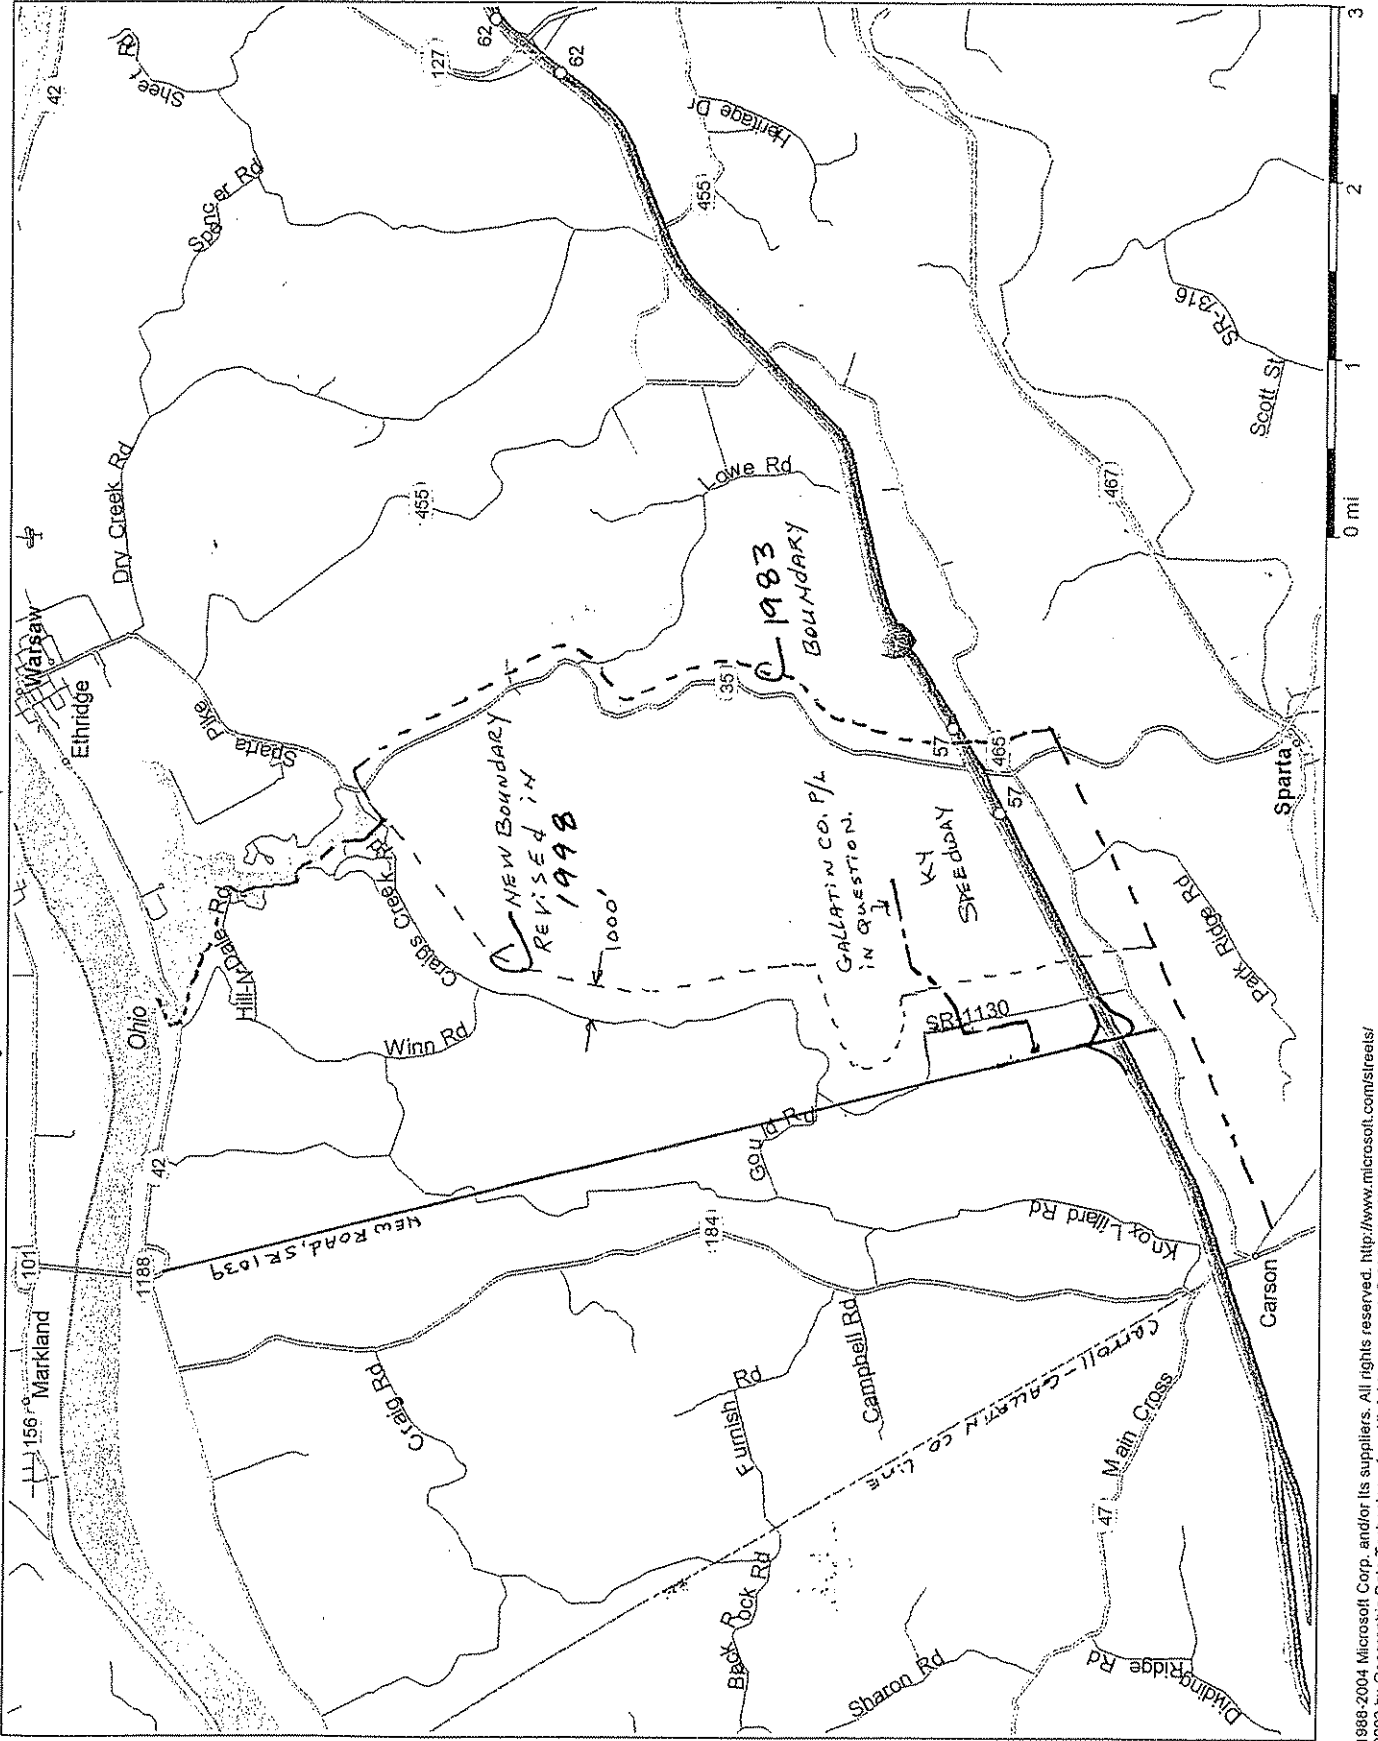 156
Markland
101
1188
42
Ohio
Ethridge
Warsaw
42
Shee Rd
Spencer Rd
Dry Creek Rd
127
62
62
Sparta Pike
Hill-N-Dale-Rd
Winn Rd
Craigs Creek Rd
455
455
Heritage Dr
Lowe Rd
NEW ROAD, SR 1039
NEW BOUNDARY
REVISED IN
1998
1000'
1983
BOUNDARY
35
Craig Rd
184
Gould Rd
GALLATIN CO. P/L
IN QUESTION.
KY
SPEEDWAY
SR-1130
57
465
57
Furnish Rd
Campbell Rd
Knox Lillard Rd
Back Rock Rd
CARROLL-GALLATIN CO LINE
Sharon Rd
47
Main Cross
Dividing Ridge Rd
Carson
Park Ridge Rd
Sparta
467
SR-1316
Scott St
0 mi
1
2
3
1988-2004 Microsoft Corp. and/or its suppliers. All rights reserved. http://www.microsoft.com/streets/